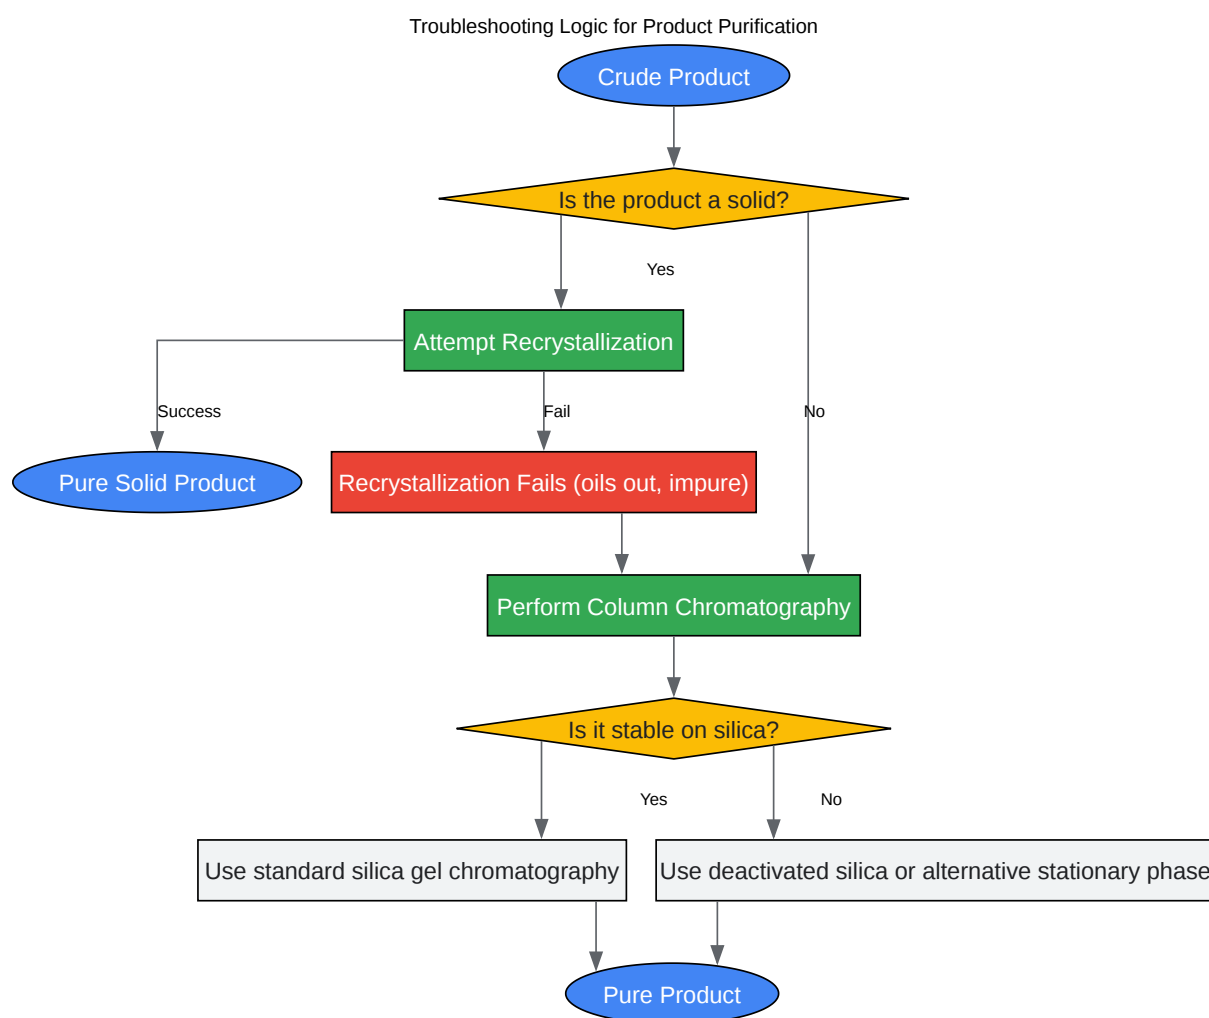 Troubleshooting Logic for Product Purification
Crude Product
Is the product a solid?
Yes
Attempt Recrystallization
Success
Fail
No
Pure Solid Product
Recrystallization Fails (oils out, impure)
Perform Column Chromatography
Is it stable on silica?
Yes
No
Use standard silica gel chromatography
Use deactivated silica or alternative stationary phase
Pure Product